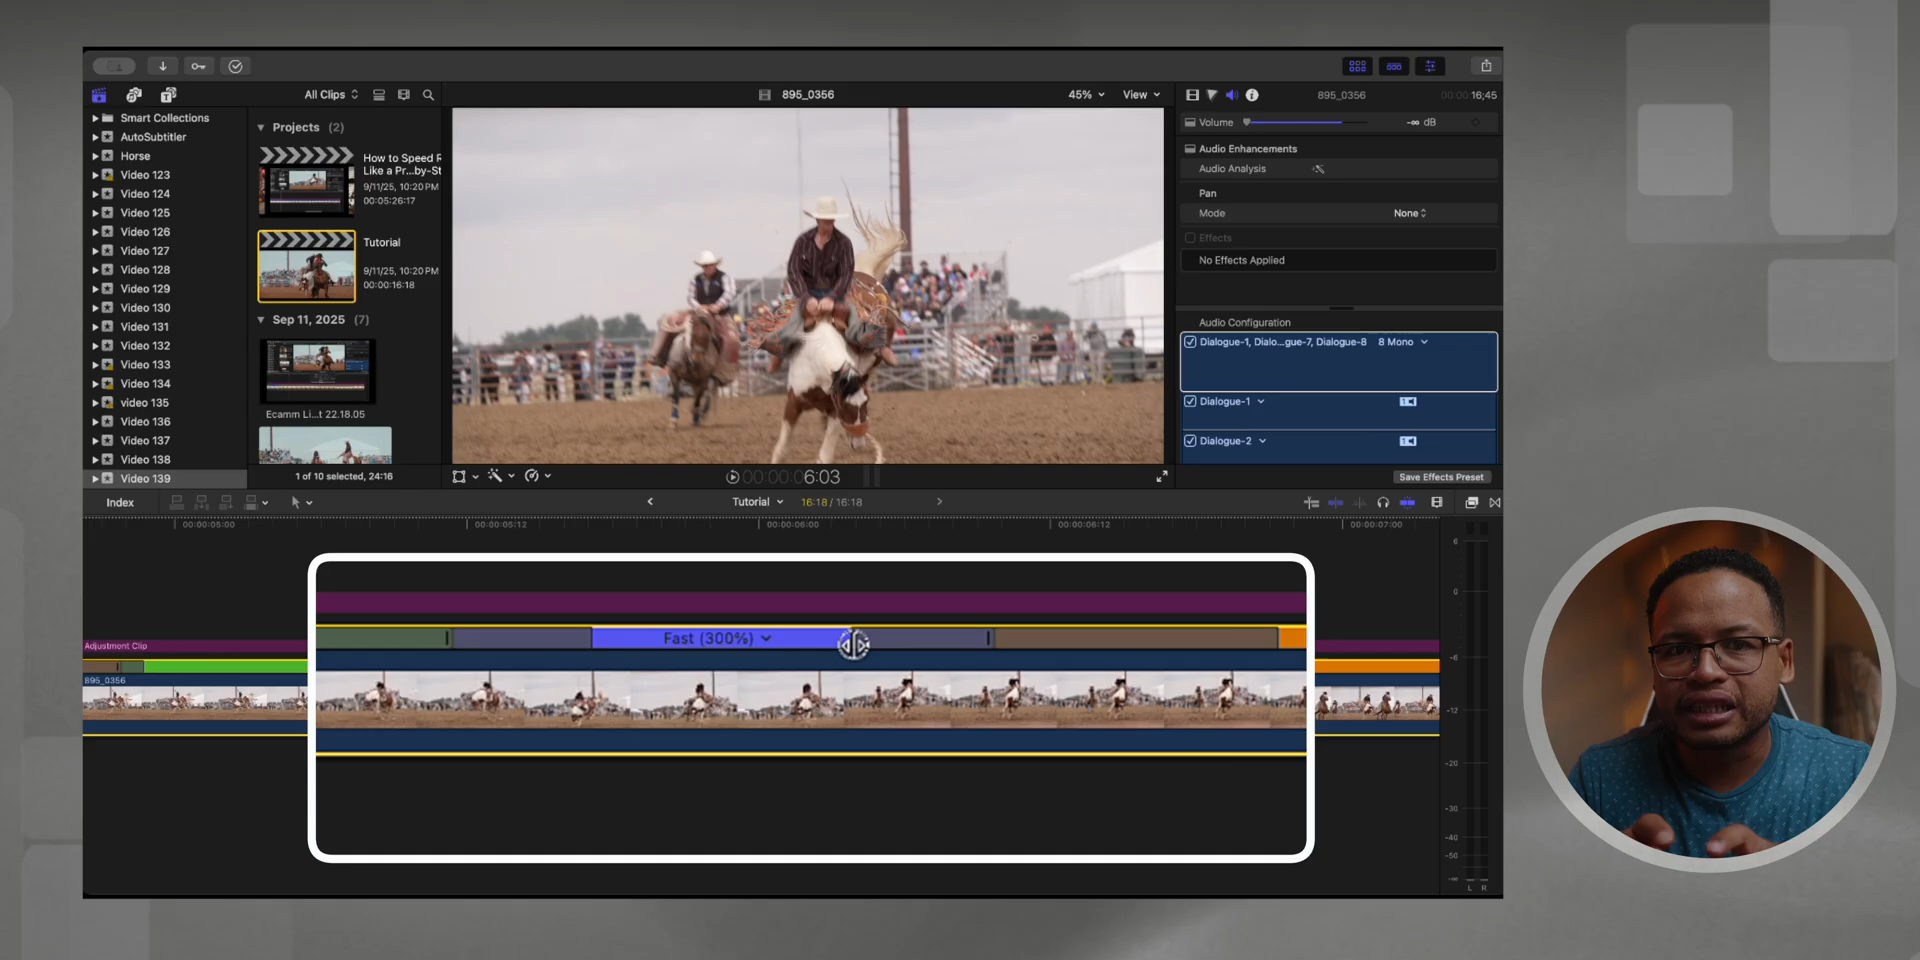 All Clips
895_0356
45%
View
895_0356
00:00:16;45
Smart Collections
AutoSubtitler
Horse
Video 123
Video 124
Video 125
Video 126
Video 127
Video 128
Video 129
Video 130
Video 131
Video 132
Video 133
Video 134
video 135
Video 136
Video 137
Video 138
Video 139
Projects (2)
How to Speed R
Like a Pr...by-St
9/11/25, 10:20 PM
00:05:26:17
Tutorial
9/11/25, 10:20 PM
00:00:16:18
Sep 11, 2025 (7)
Ecamm Li...t 22.18.05
1 of 10 selected, 24:16
00:00:06:03
Volume
-∞ dB
Audio Enhancements
Audio Analysis
Pan
Mode
None
Effects
No Effects Applied
Audio Configuration
Dialogue-1, Dialo...gue-7, Dialogue-8 8 Mono
Dialogue-1
Dialogue-2
Save Effects Preset
Index
Tutorial
16:18 / 16:18
00:00:05:00
00:00:05:12
00:00:06:00
00:00:06:12
00:00:07:00
Adjustment Clip
895_0356
Fast (300%)
6
0
-6
-12
-20
-30
-40
-50
-∞
L R